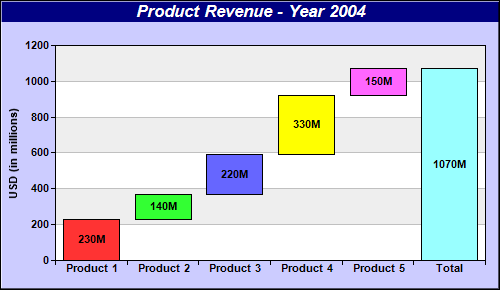 Product Revenue - Year 2004
USD (in millions)
1200
1000
800
600
400
200
0
230M
140M
220M
330M
150M
1070M
Product 1 Product 2 Product 3 Product 4 Product 5 Total